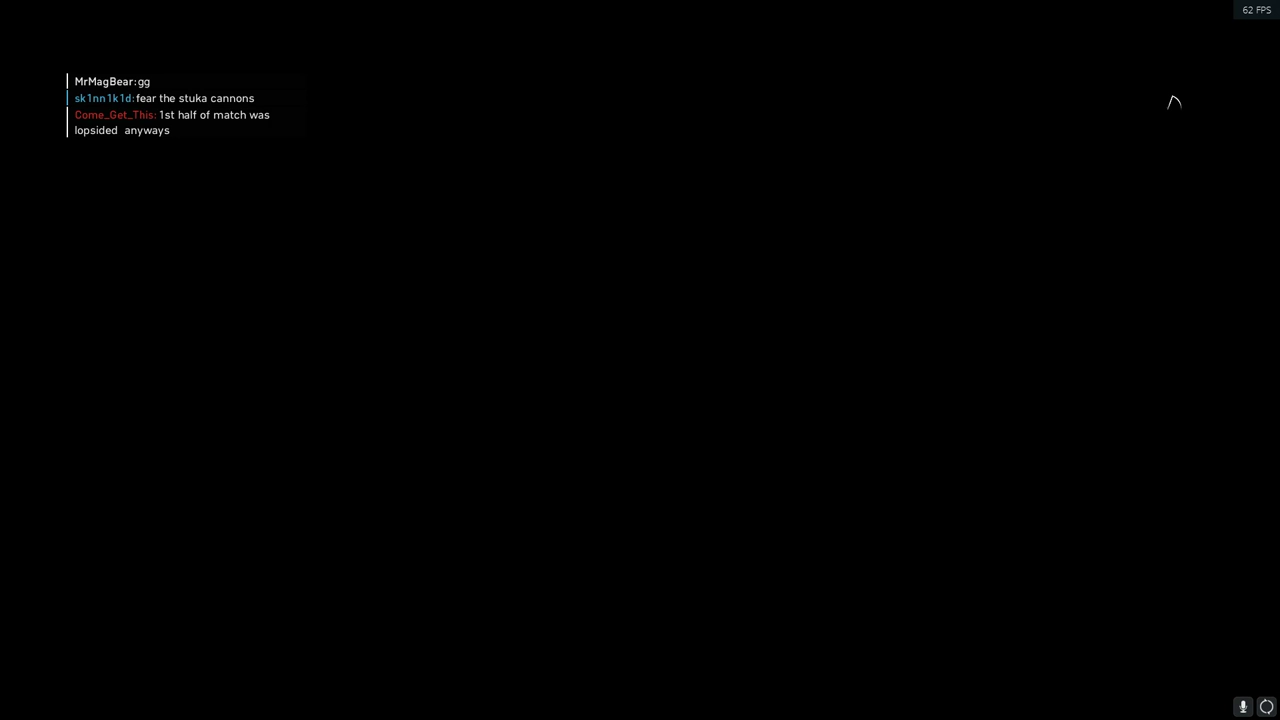 62 FPS
MrMagBear:gg
sk1nn1k1d:fear the stuka cannons
Come_Get_This: 1st half of match was
lopsided anyways